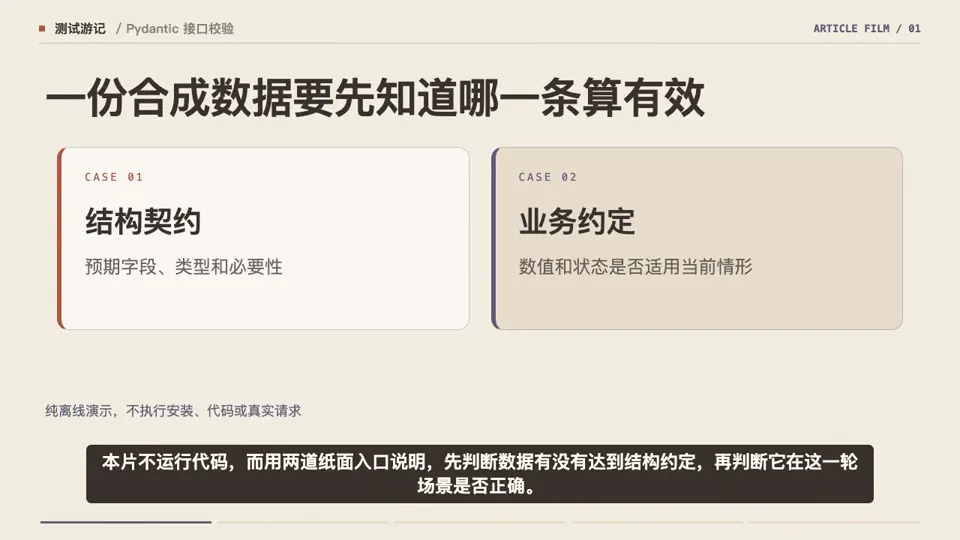 测试游记 / Pydantic 接口校验
ARTICLE FILM / 01
一份合成数据要先知道哪一条算有效
CASE 01
结构契约
预期字段、类型和必要性
CASE 02
业务约定
数值和状态是否适用当前情形
纯离线演示，不执行安装、代码或真实请求
本片不运行代码，而用两道纸面入口说明，先判断数据有没有达到结构约定，再判断它在这一轮
场景是否正确。